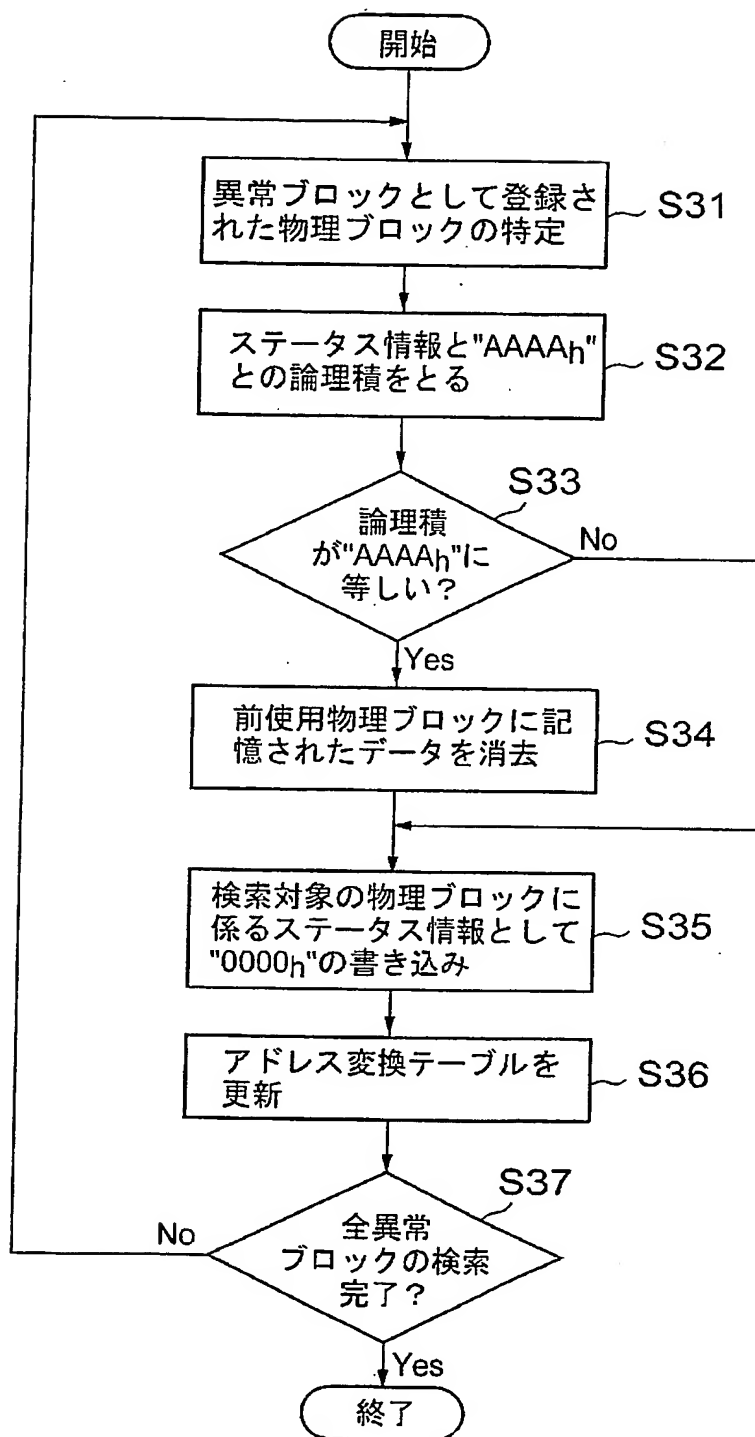 開始
異常ブロックとして登録さ
れた物理ブロックの特定
S31
ステータス情報と"AAAAh"
との論理積をとる
S32
S33
論理積
が"AAAAh"に
等しい?
No
Yes
前使用物理ブロックに記
憶されたデータを消去
S34
検索対象の物理ブロックに
係るステータス情報として
"0000h"の書き込み
S35
アドレス変換テーブルを
更新
S36
S37
全異常
ブロックの検索
完了?
No
Yes
終了